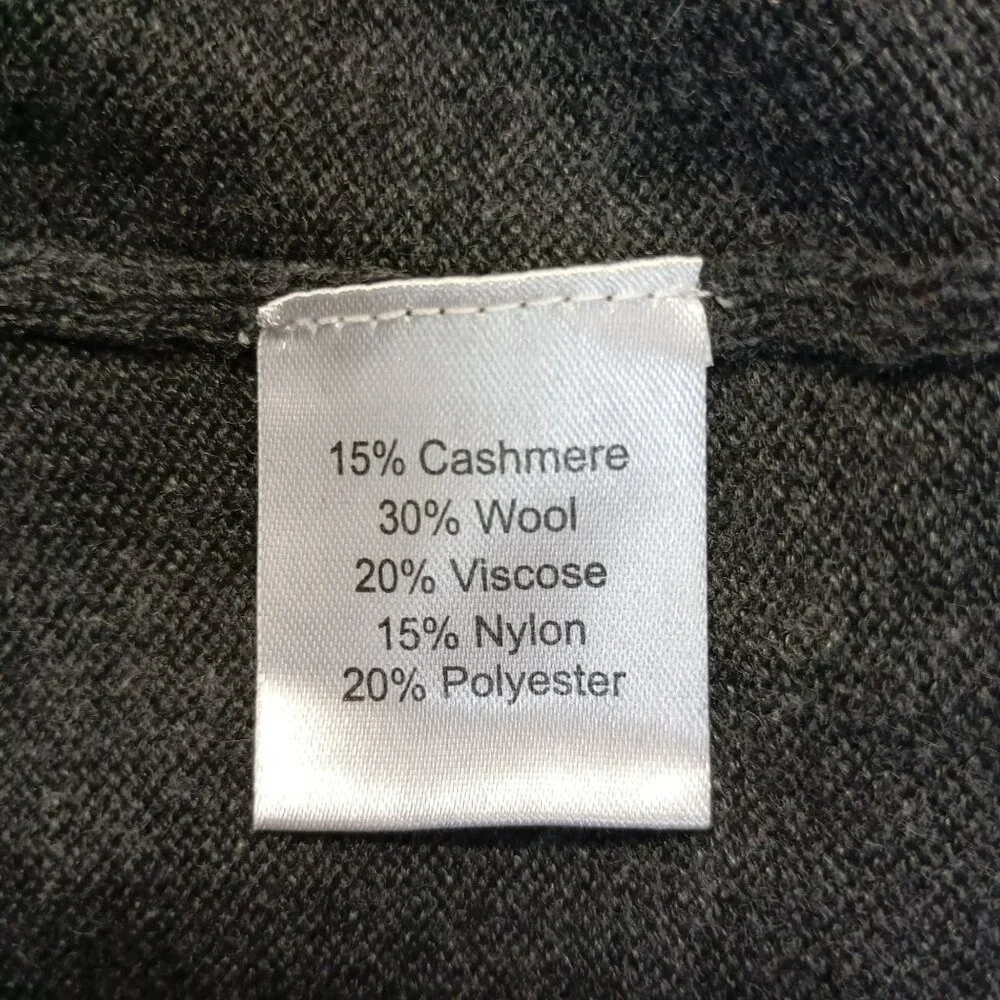 15% Cashmere
30% Wool
20% Viscose
15% Nylon
20% Polyester